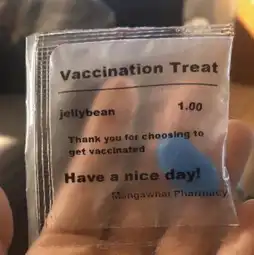 Vaccination Treat
jellybean 1.00
Thank you for choosing to
get vaccinated
Have a nice day!
Mangawhai Pharmacy